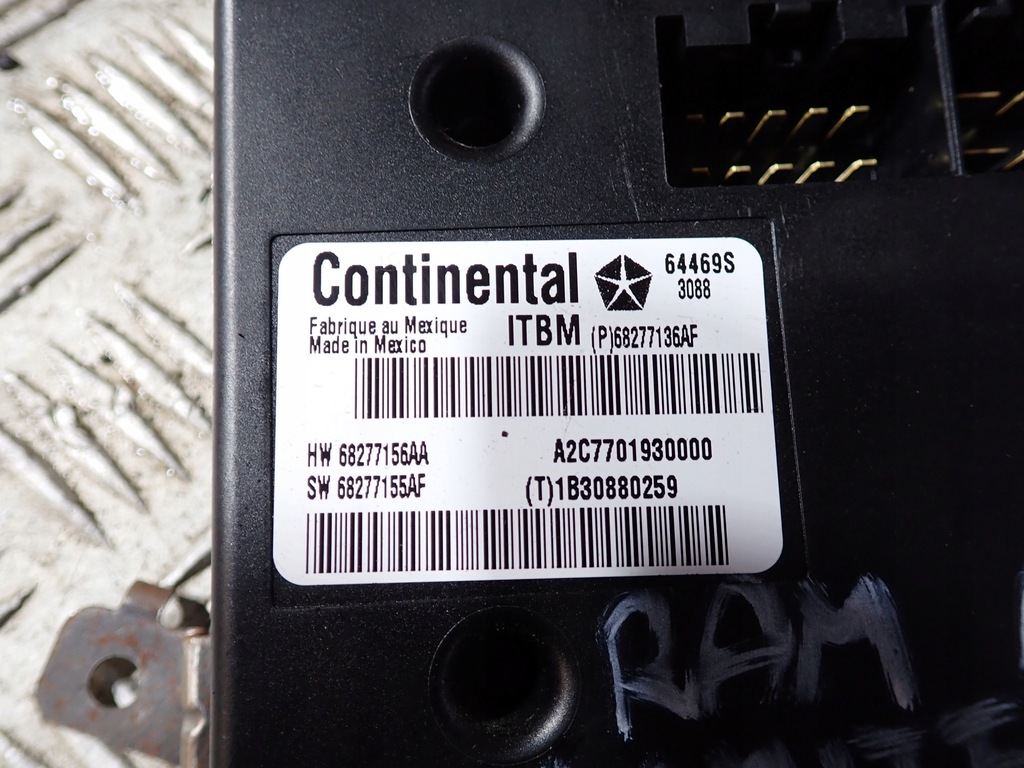 Continental
64469S
3088
Fabrique au Mexique
Made in Mexico
ITBM (P)68277136AF
HW 68277156AA A2C7701930000
SW 68277155AF (T)1B30880259
RAM